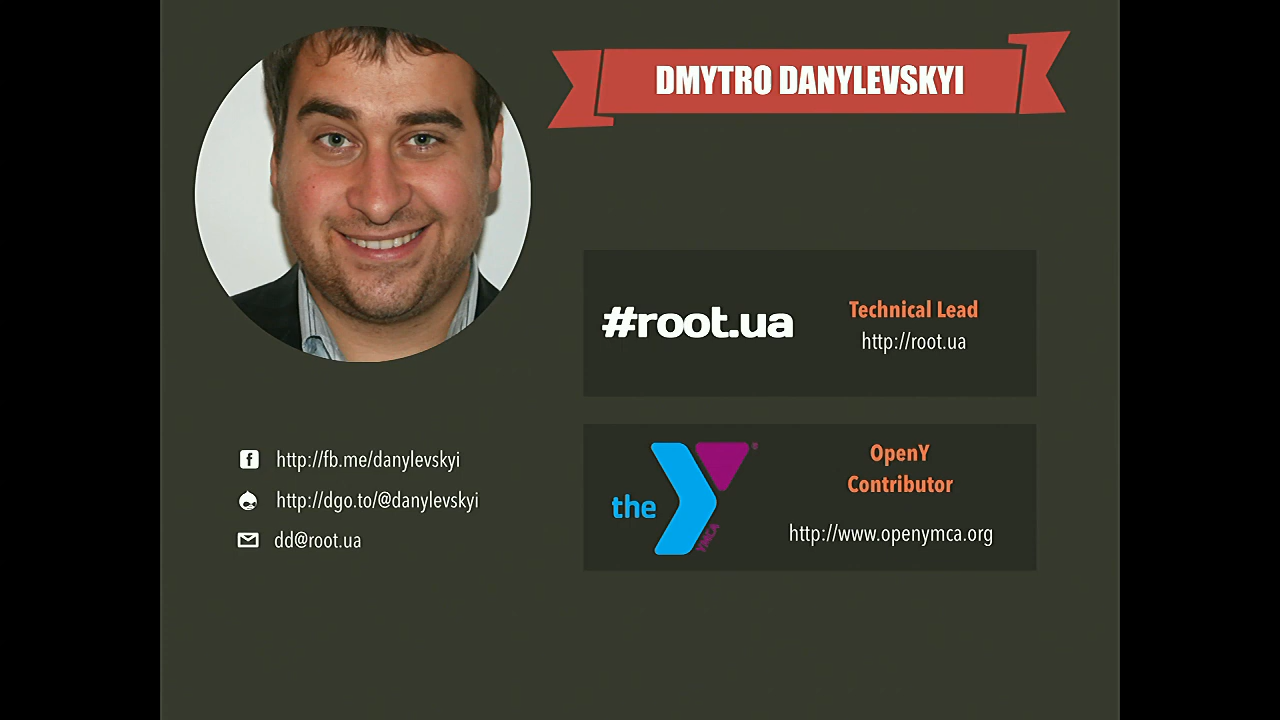 DMYTRO DANYLEVSKYI
#root.ua
Technical Lead
http://root.ua
the
YMCA
®
OpenY
Contributor
http://www.openymca.org
http://fb.me/danylevskyi
http://dgo.to/@danylevskyi
dd@root.ua